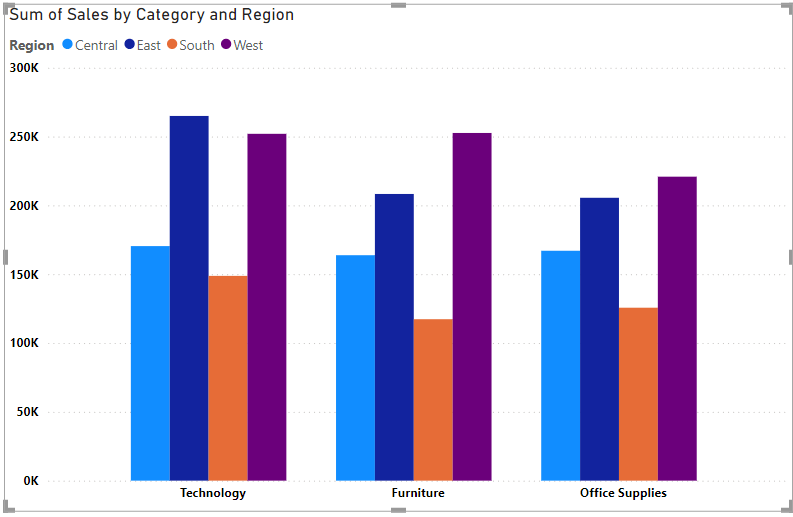 Sum of Sales by Category and Region
Region Central East South West
300K
250K
200K
150K
100K
50K
0K
Technology Furniture Office Supplies